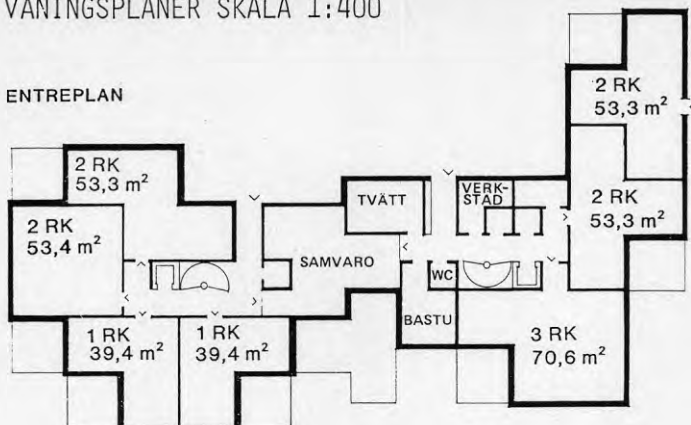 VÅNINGSPLANER SKALA 1:400
ENTREPLAN
2 RK
53,3 m²
2 RK
53,4 m²
1 RK
39,4 m²
1 RK
39,4 m²
SAMVARO
TVÄTT
VERK-
STAD
WC
BASTU
2 RK
53,3 m²
2 RK
53,3 m²
3 RK
70,6 m²